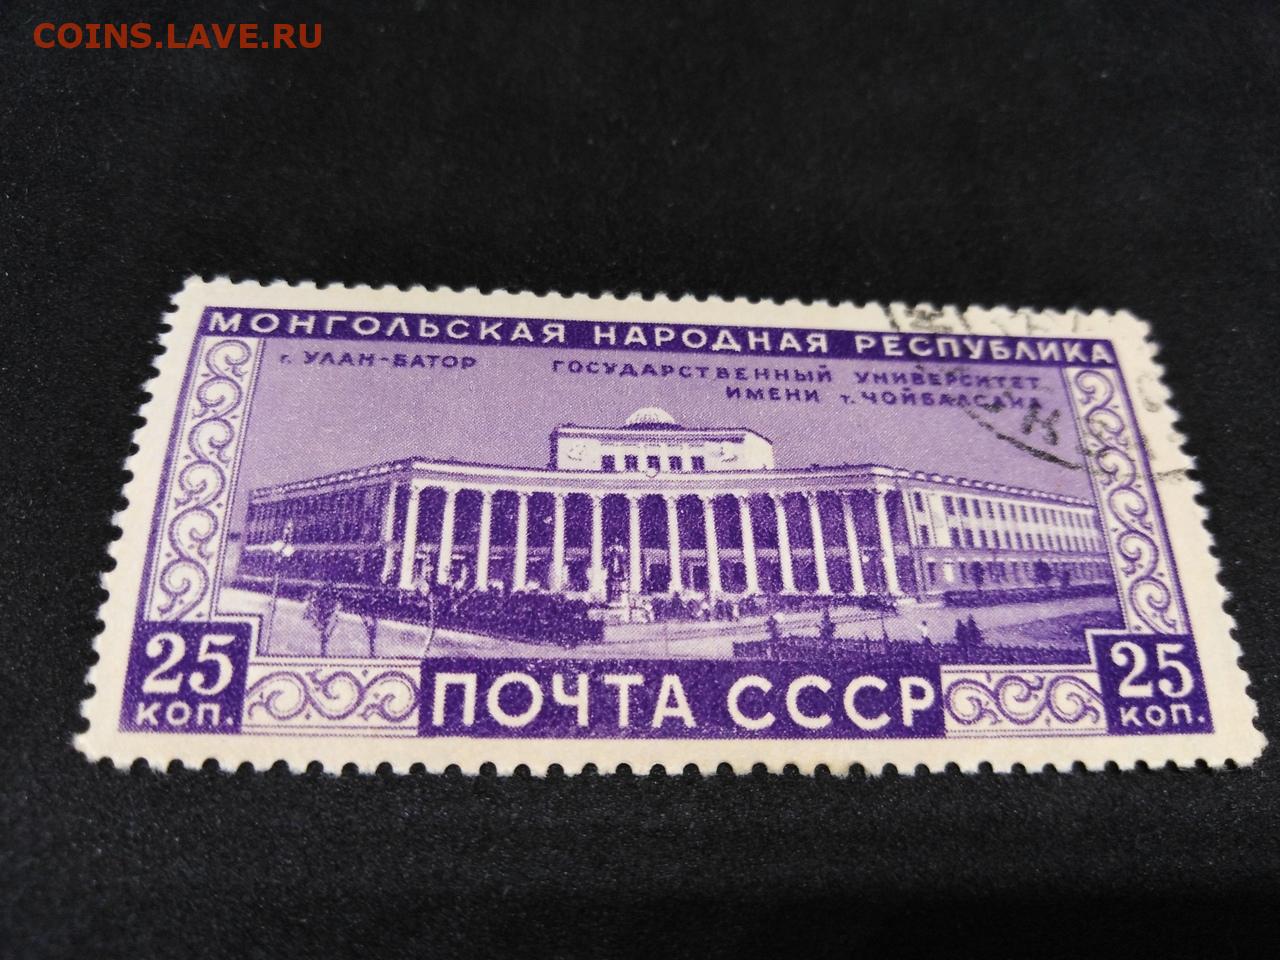 COINS.LAVE.RU
МОНГОЛЬСКАЯ НАРОДНАЯ РЕСПУБЛИКА
г. УЛАН-БАТОР ГОСУДАРСТВЕННЫЙ УНИВЕРСИТЕТ
ИМЕНИ т. ЧОЙБАЛСАНА
25 КОП.
ПОЧТА СССР
25 КОП.